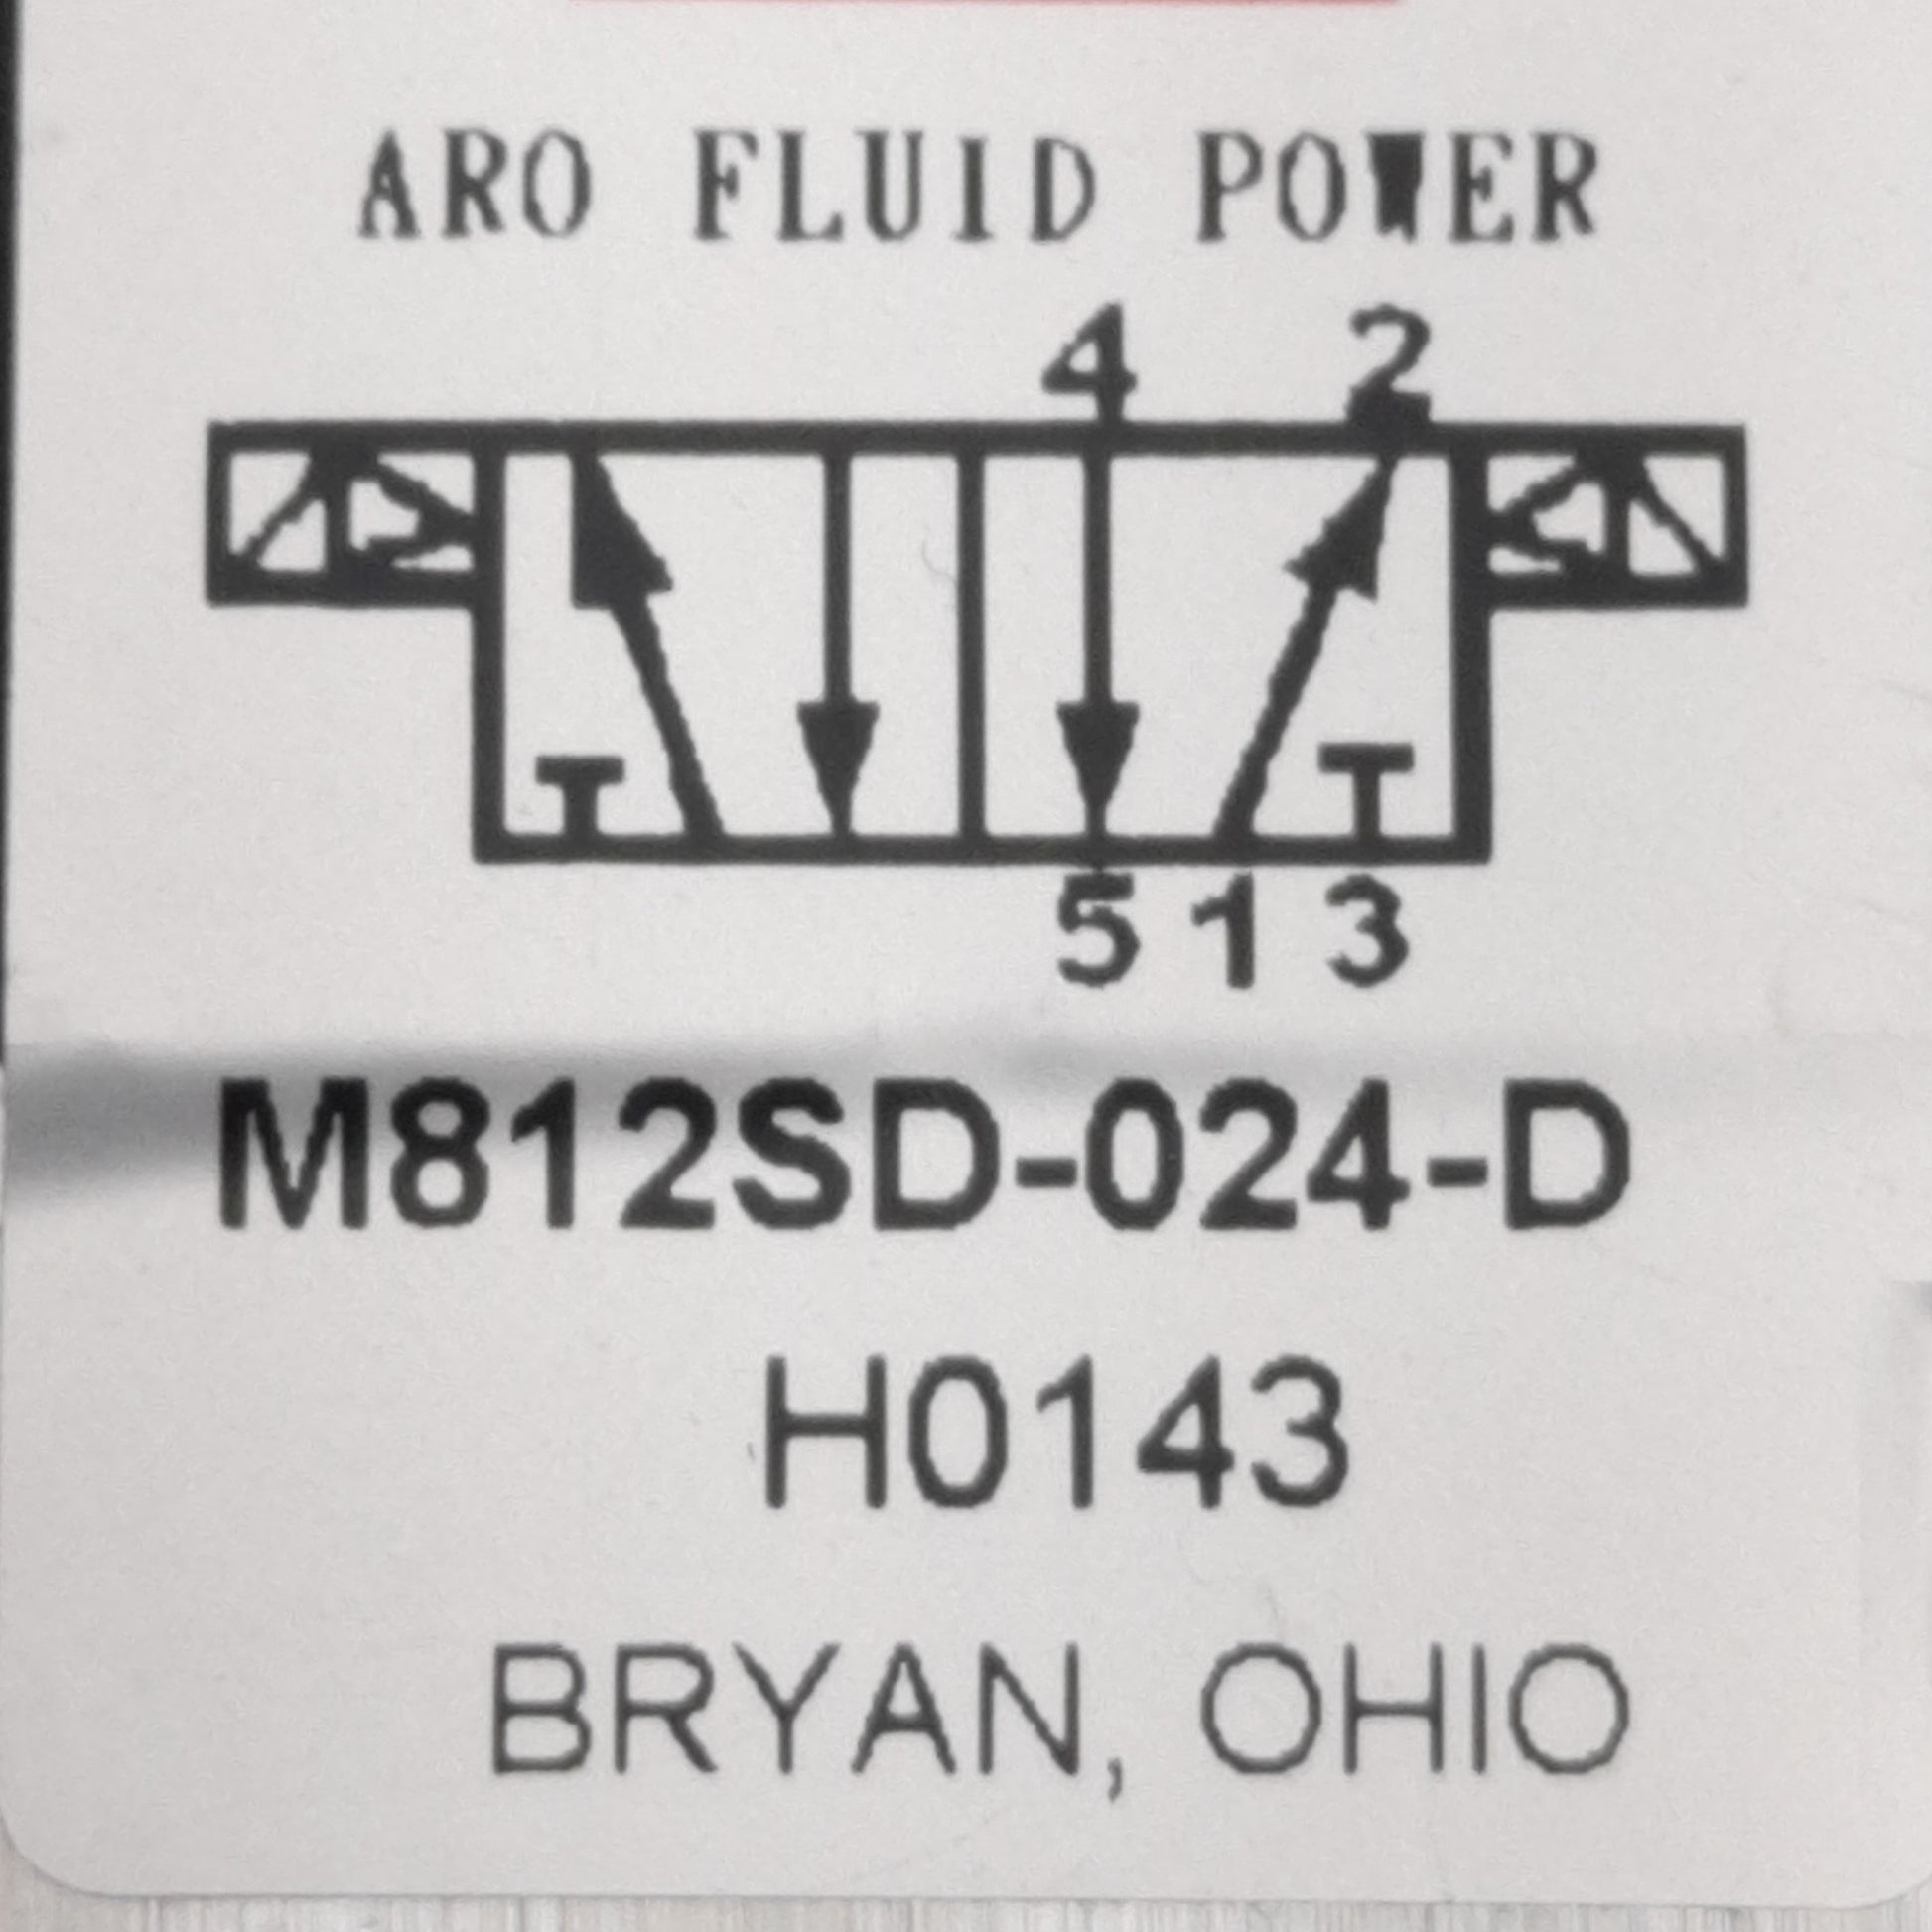 ARO FLUID POWER
4 2
5 1 3
M812SD-024-D
H0143
BRYAN, OHIO